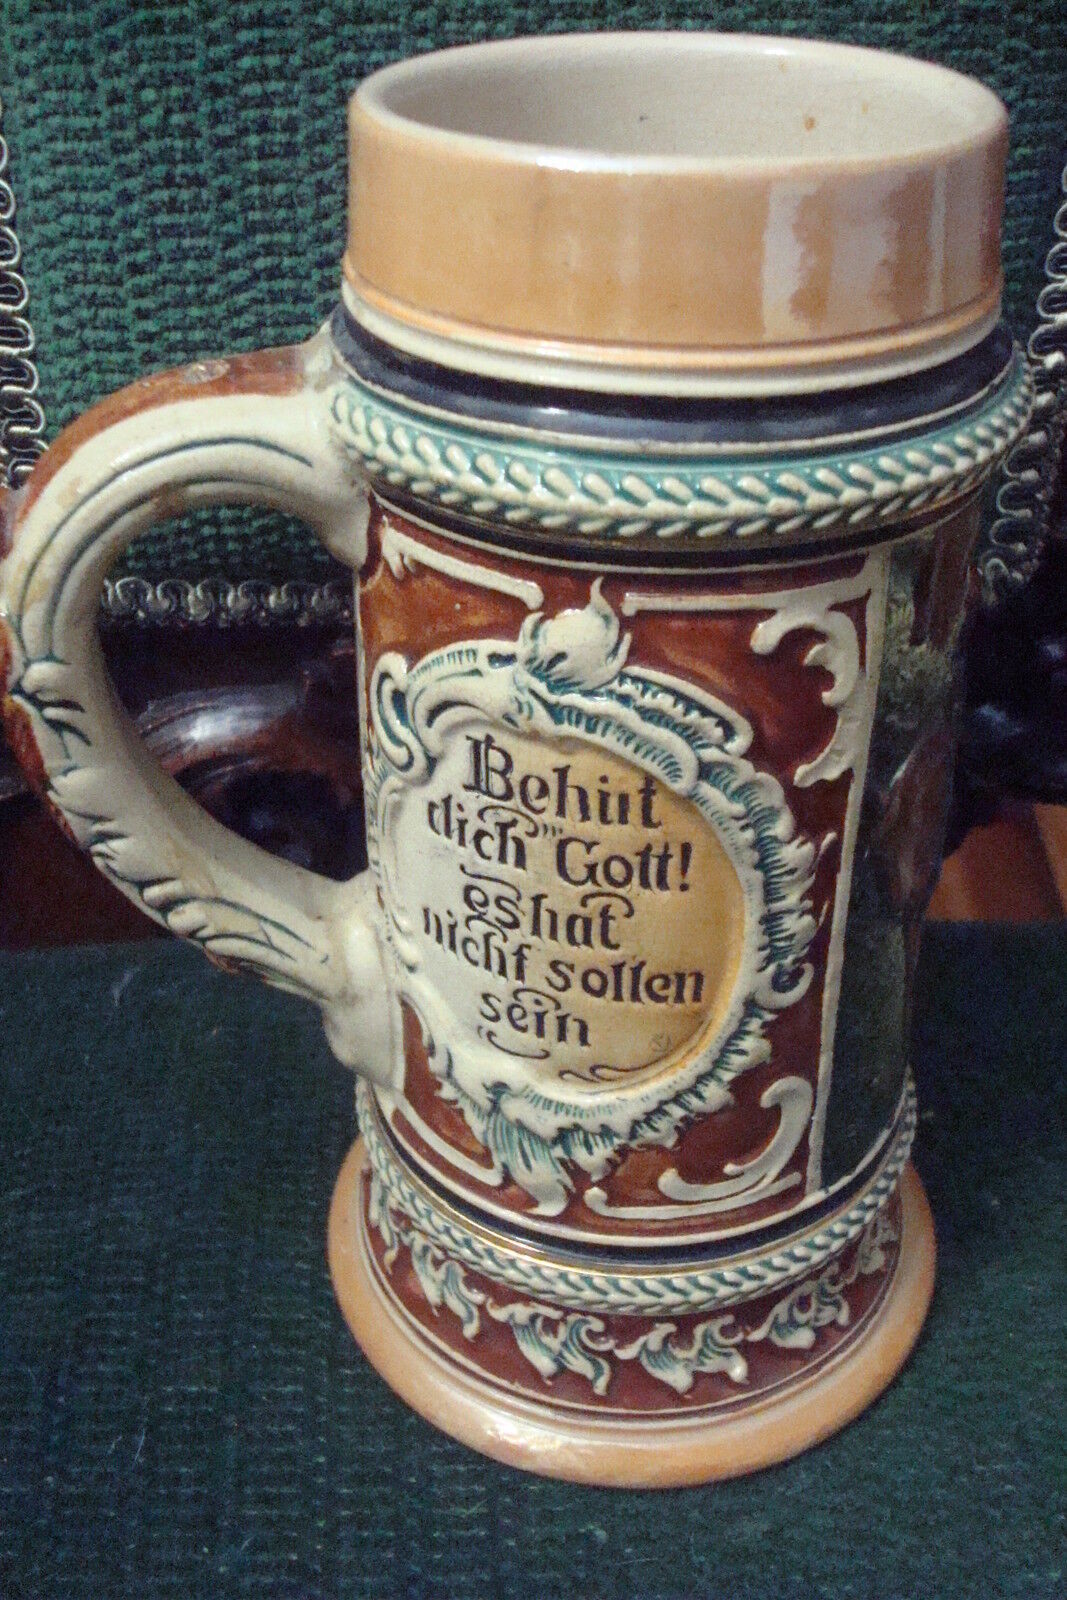 Behüt
dich Gott!
es hat
nicht sollen
sein